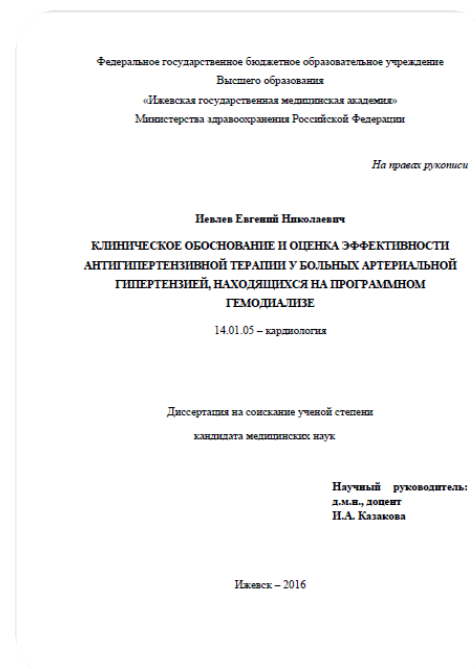 Федеральное государственное бюджетное образовательное учреждение
Высшего образования
«Ижевская государственная медицинская академия»
Министерства здравоохранения Российской Федерации
На правах рукописи
Иевлев Евгений Николаевич
КЛИНИЧЕСКОЕ ОБОСНОВАНИЕ И ОЦЕНКА ЭФФЕКТИВНОСТИ
АНТИГИПЕРТЕНЗИВНОЙ ТЕРАПИИ У БОЛЬНЫХ АРТЕРИАЛЬНОЙ
ГИПЕРТЕНЗИЕЙ, НАХОДЯЩИХСЯ НА ПРОГРАММНОМ
ГЕМОДИАЛИЗЕ
14.01.05 – кардиология
Диссертация на соискание ученой степени
кандидата медицинских наук
Научный руководитель:
д.м.н., доцент
И.А. Казакова
Ижевск – 2016